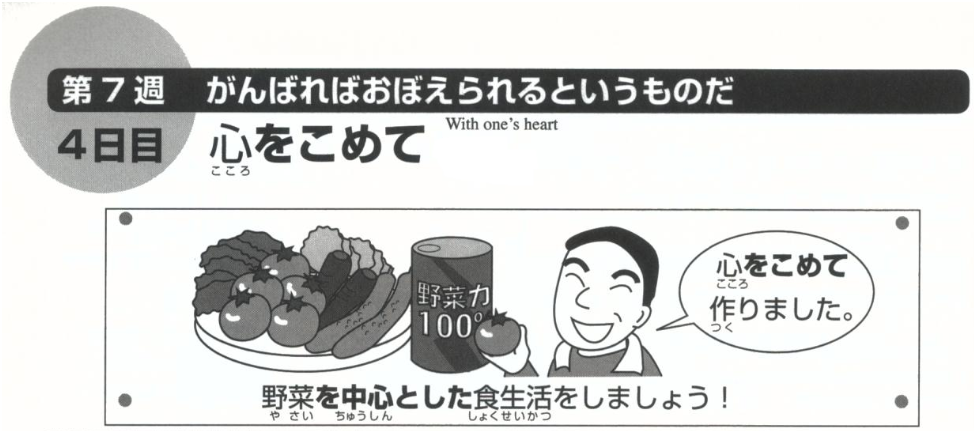 第7週 がんばればおぼえられるというものだ
4日目 心をこめて With one's heart
こころ
心をこめて
こころ
作りました。
つく
野菜力
100%
野菜を中心とした食生活をしましょう！
やさい ちゅうしん しょくせいかつ